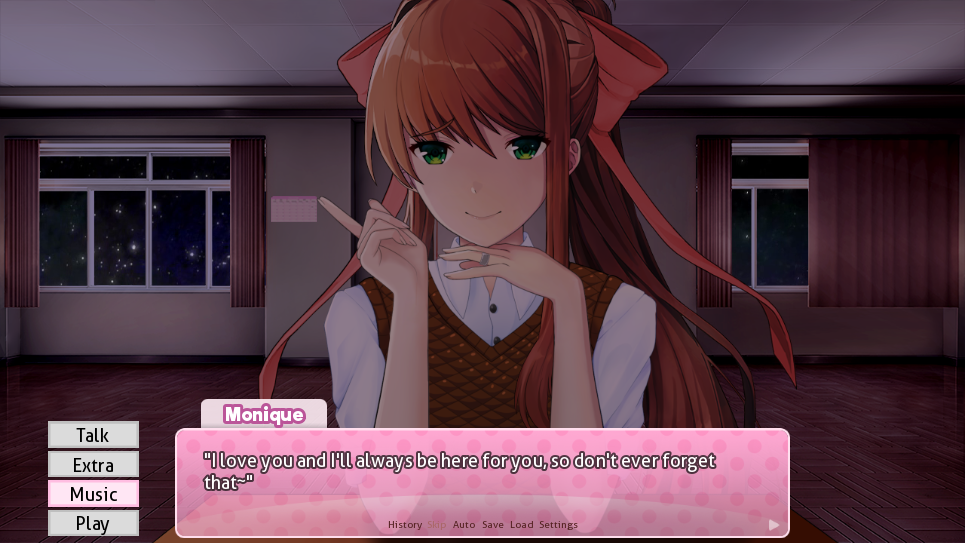 Monique
"I love you and I'll always be here for you, so don't ever forget
that~"
Talk
Extra
Music
Play
History Skip Auto Save Load Settings